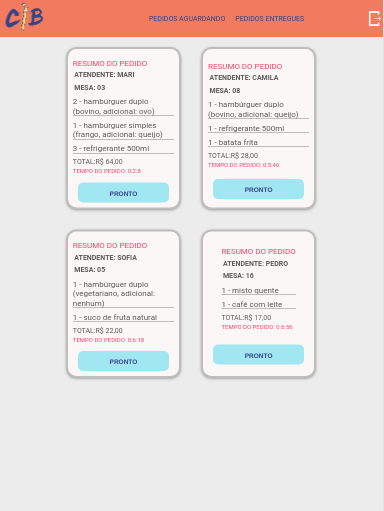 CIB
PEDIDOS AGUARDANDO PEDIDOS ENTREGUES
RESUMO DO PEDIDO
ATENDENTE: MARI
MESA: 03
2 - hambúrguer duplo
(bovino, adicional: ovo)
1 - hambúrguer simples
(frango, adicional: queijo)
3 - refrigerante 500ml
TOTAL:R$ 64,00
TEMPO DO PEDIDO: 0:2:8
PRONTO
RESUMO DO PEDIDO
ATENDENTE: CAMILA
MESA: 08
1 - hambúrguer duplo
(bovino, adicional: queijo)
1 - refrigerante 500ml
1 - batata frita
TOTAL:R$ 28,00
TEMPO DO PEDIDO: 0:5:46
PRONTO
RESUMO DO PEDIDO
ATENDENTE: SOFIA
MESA: 05
1 - hambúrguer duplo
(vegetariano, adicional:
nenhum)
1 - suco de fruta natural
TOTAL:R$ 22,00
TEMPO DO PEDIDO: 0:6:18
PRONTO
RESUMO DO PEDIDO
ATENDENTE: PEDRO
MESA: 16
1 - misto quente
1 - café com leite
TOTAL:R$ 17,00
TEMPO DO PEDIDO: 0:6:56
PRONTO